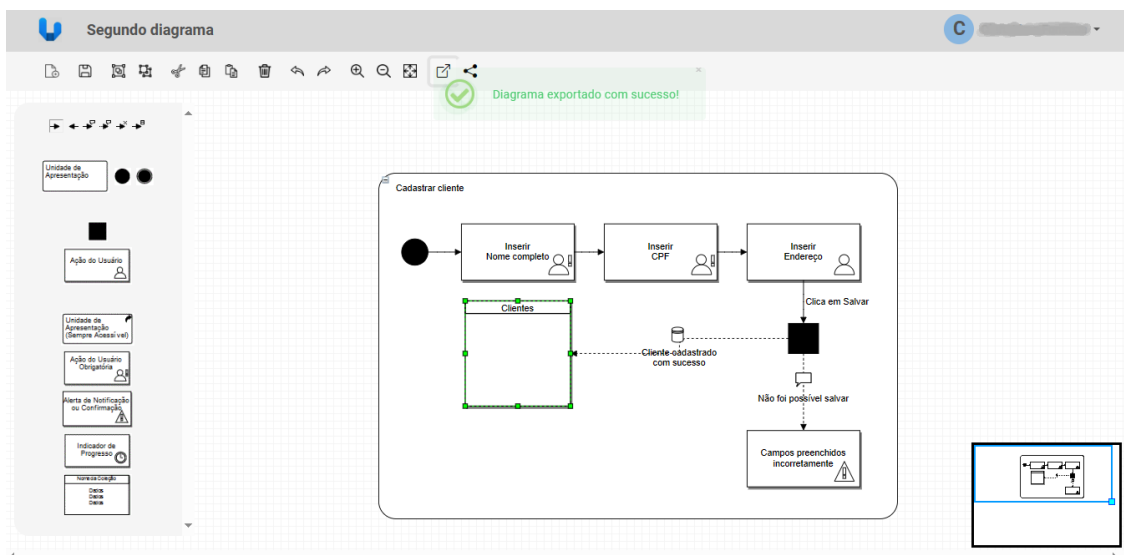 Segundo diagrama
C
Diagrama exportado com sucesso!
Unidade de
Apresentação
Ação do Usuário
Unidade de
Apresentação
(Sempre Acessível)
Ação do Usuário
Obrigatória
Alerta de Notificação
ou Confirmação
Indicador de
Progresso
Nome da Coleção
Dados
Dados
Dados
Cadastrar cliente
Inserir
Nome completo
Inserir
CPF
Inserir
Endereço
Clica em Salvar
Clientes
Cliente cadastrado
com sucesso
Não foi possível salvar
Campos preenchidos
incorretamente